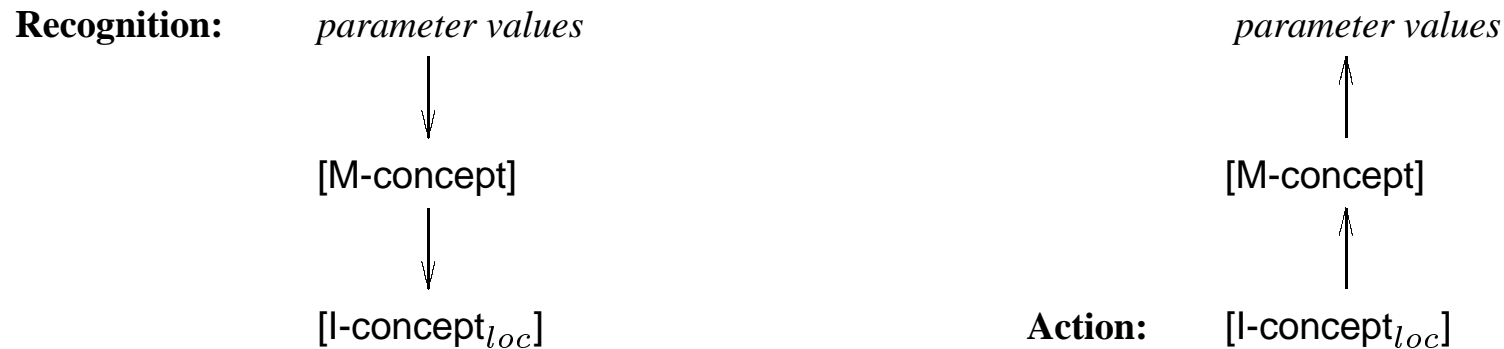 Recognition: parameter values parameter values
[M-concept] [M-concept]
[I-concept_loc] Action: [I-concept_loc]